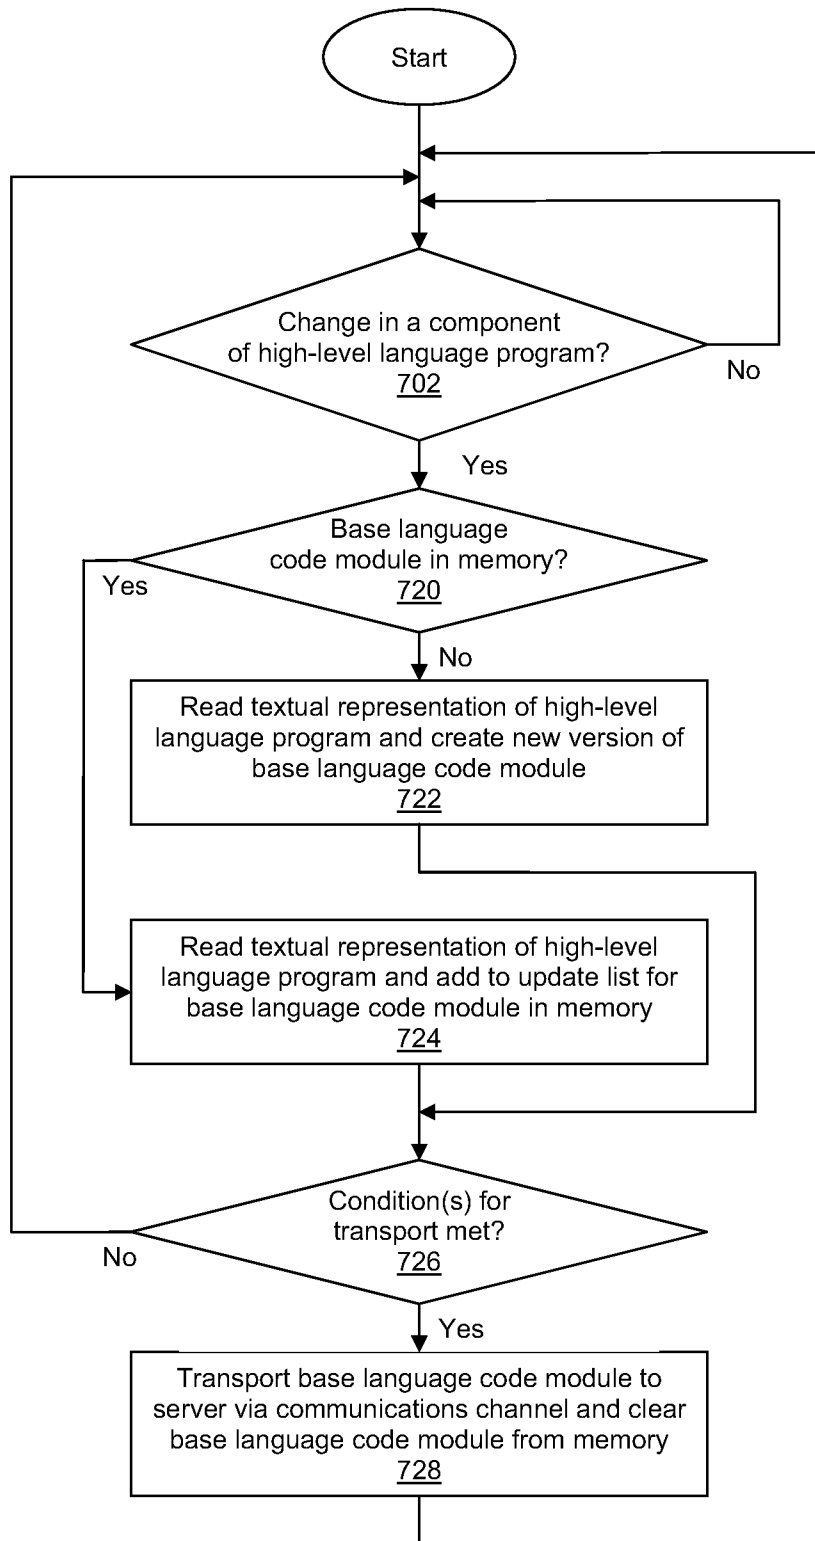 Start
Change in a component
of high-level language program?
702
No
Yes
Base language
code module in memory?
720
Yes
No
Read textual representation of high-level
language program and create new version of
base language code module
722
Read textual representation of high-level
language program and add to update list for
base language code module in memory
724
Condition(s) for
transport met?
726
No
Yes
Transport base language code module to
server via communications channel and clear
base language code module from memory
728